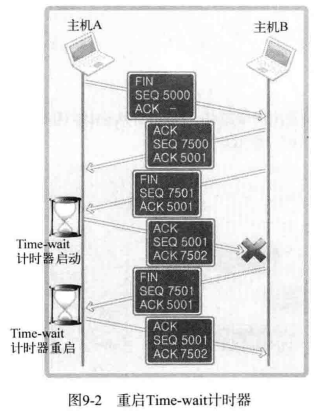 主机A
主机B
FIN
SEQ 5000
ACK -
ACK
SEQ 7500
ACK 5001
FIN
SEQ 7501
ACK 5001
ACK
SEQ 5001
ACK 7502
Time-wait
计时器启动
FIN
SEQ 7501
ACK 5001
Time-wait
计时器重启
ACK
SEQ 5001
ACK 7502
图9-2 重启Time-wait计时器